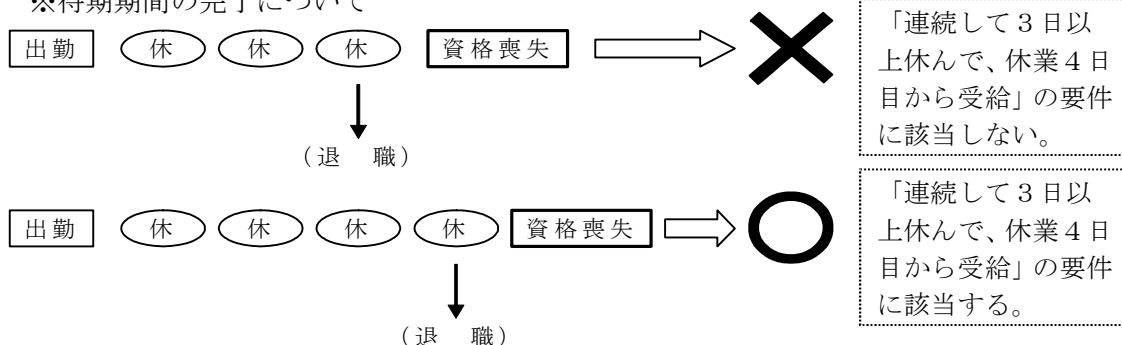 ※待期期間の完了について
出勤 休 休 休 資格喪失
(退 職)
「連続して３日以
上休んで、休業４日
目から受給」の要件
に該当しない。
出勤 休 休 休 休 資格喪失
(退 職)
「連続して３日以
上休んで、休業４日
目から受給」の要件
に該当する。